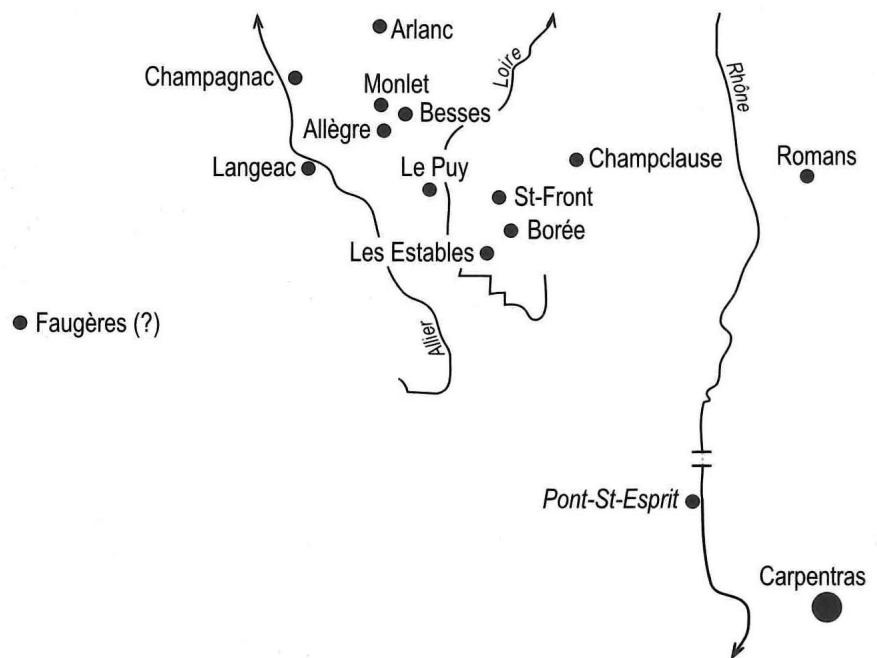 Arlanc
Loire
Champagnac
Monlet
Rhône
Besses
Allègre
Langeac
Le Puy
Champclause
Romans
St-Front
Borée
Les Estables
Faugères (?)
Allier
Pont-St-Esprit
Carpentras